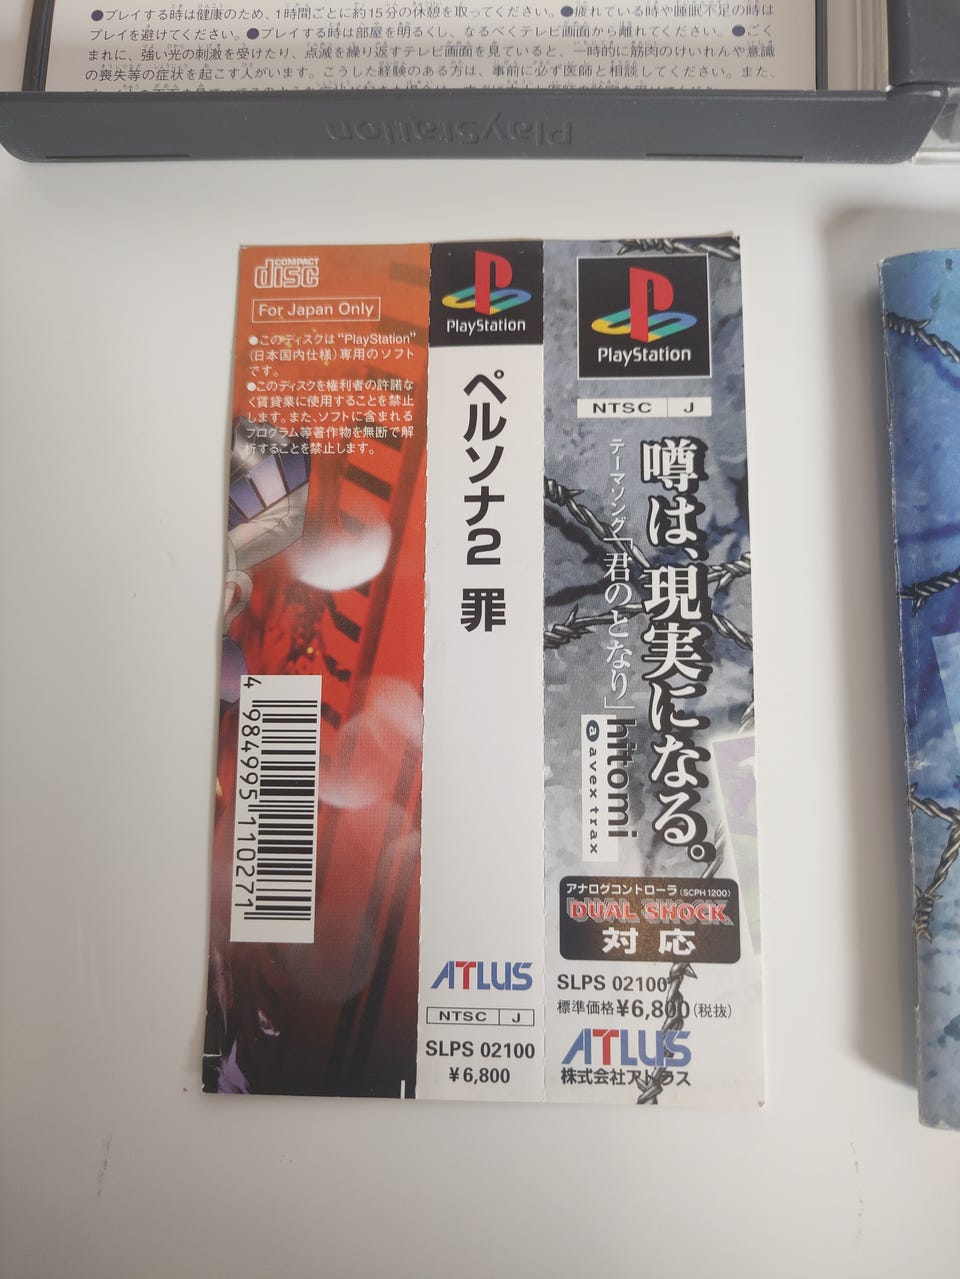 ●プレイする時は健康のため、1時間ごとに約15分の休憩を取ってください。●疲れている時や睡眠不足の時は
プレイを避けてください。●プレイする時は部屋を明るくし、なるべくテレビ画面から離れてください。●ごく
まれに、強い光の刺激を受けたり、点滅を繰り返すテレビ画面を見ていると、一時的に筋肉のけいれんや意識
の喪失等の症状を起こす人がいます。こうした経験のある方は、事前に必ず医師と相談してください。また、
PlayStation
COMPACT
disc
For Japan Only
●このディスクは"PlayStation"
(日本国内仕様)専用のソフト
です。
●このディスクを権利者の許諾な
く賃貸業に使用することを禁止
します。また、ソフトに含まれる
プログラム等著作物を無断で解
析することを禁止します。
4 984995 110271
PlayStation
ペルソナ2 罪
ATLUS
NTSC J
SLPS 02100
¥6,800
PlayStation
NTSC J
噂は、現実になる。
テーマソング「君のとなり」
hitomi
a avex trax
アナログコントローラ(SCPH 1200)
DUAL SHOCK
対応
SLPS 02100
標準価格¥6,800(税抜)
ATLUS
株式会社アトラス